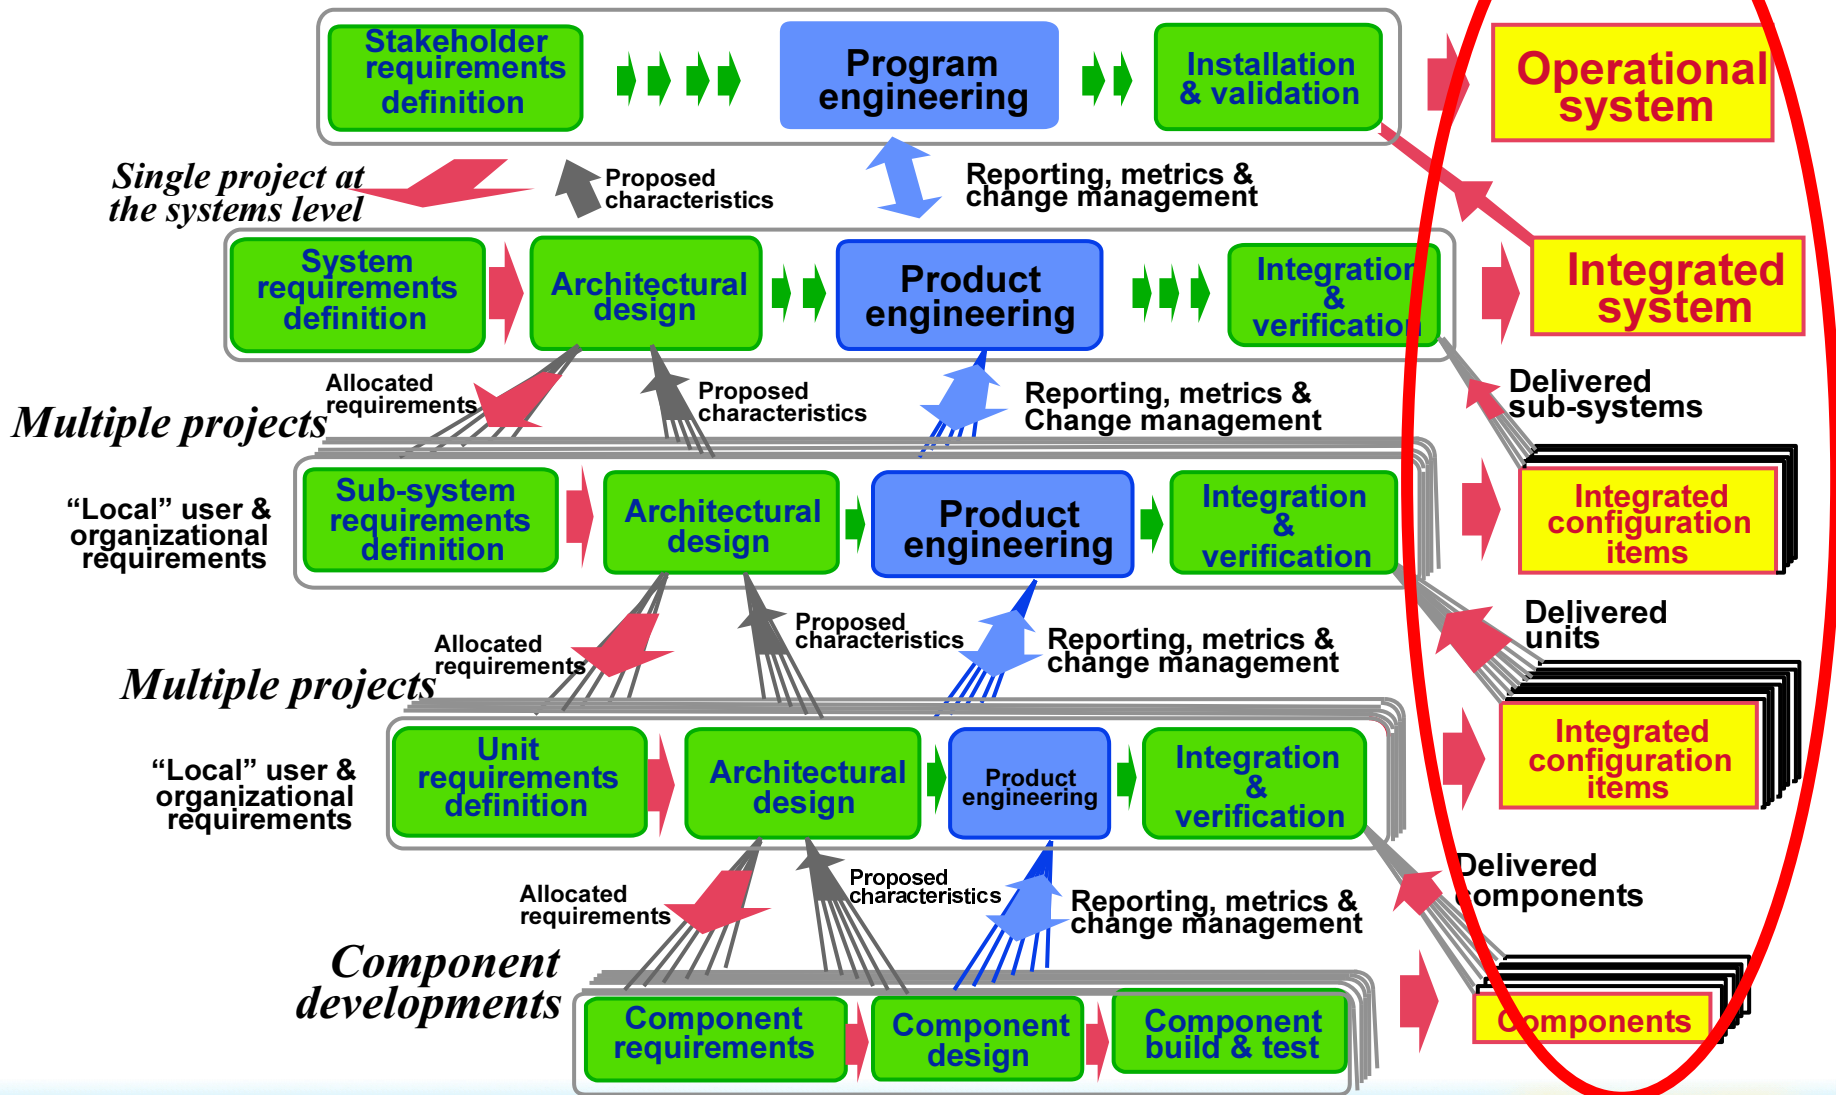 Stakeholder
requirements
definition
Program
engineering
Installation
& validation
Operational
system
Single project at
the systems level
Proposed
characteristics
Reporting, metrics &
change management
System
requirements
definition
Architectural
design
Product
engineering
Integration
&
verification
Integrated
system
Allocated
requirements
Proposed
characteristics
Reporting, metrics &
Change management
Delivered
sub-systems
Multiple projects
“Local” user &
organizational
requirements
Sub-system
requirements
definition
Architectural
design
Product
engineering
Integration
&
verification
Integrated
configuration
items
Allocated
requirements
Proposed
characteristics
Reporting, metrics &
change management
Delivered
units
Multiple projects
“Local” user &
organizational
requirements
Unit
requirements
definition
Architectural
design
Product
engineering
Integration
&
verification
Integrated
configuration
items
Allocated
requirements
Proposed
characteristics
Reporting, metrics &
change management
Delivered
components
Component
developments
Component
requirements
Component
design
Component
build & test
Components